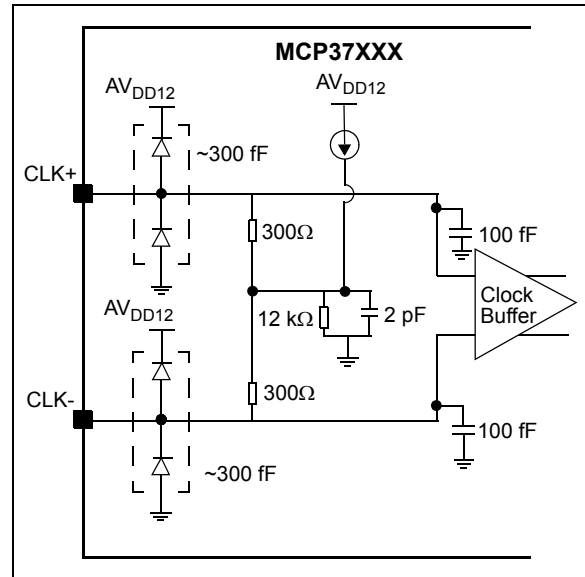 MCP37XXX
AVDD12
AVDD12
~300 fF
CLK+
300Ω
100 fF
Clock
Buffer
AVDD12
12 kΩ
2 pF
300Ω
CLK-
100 fF
~300 fF